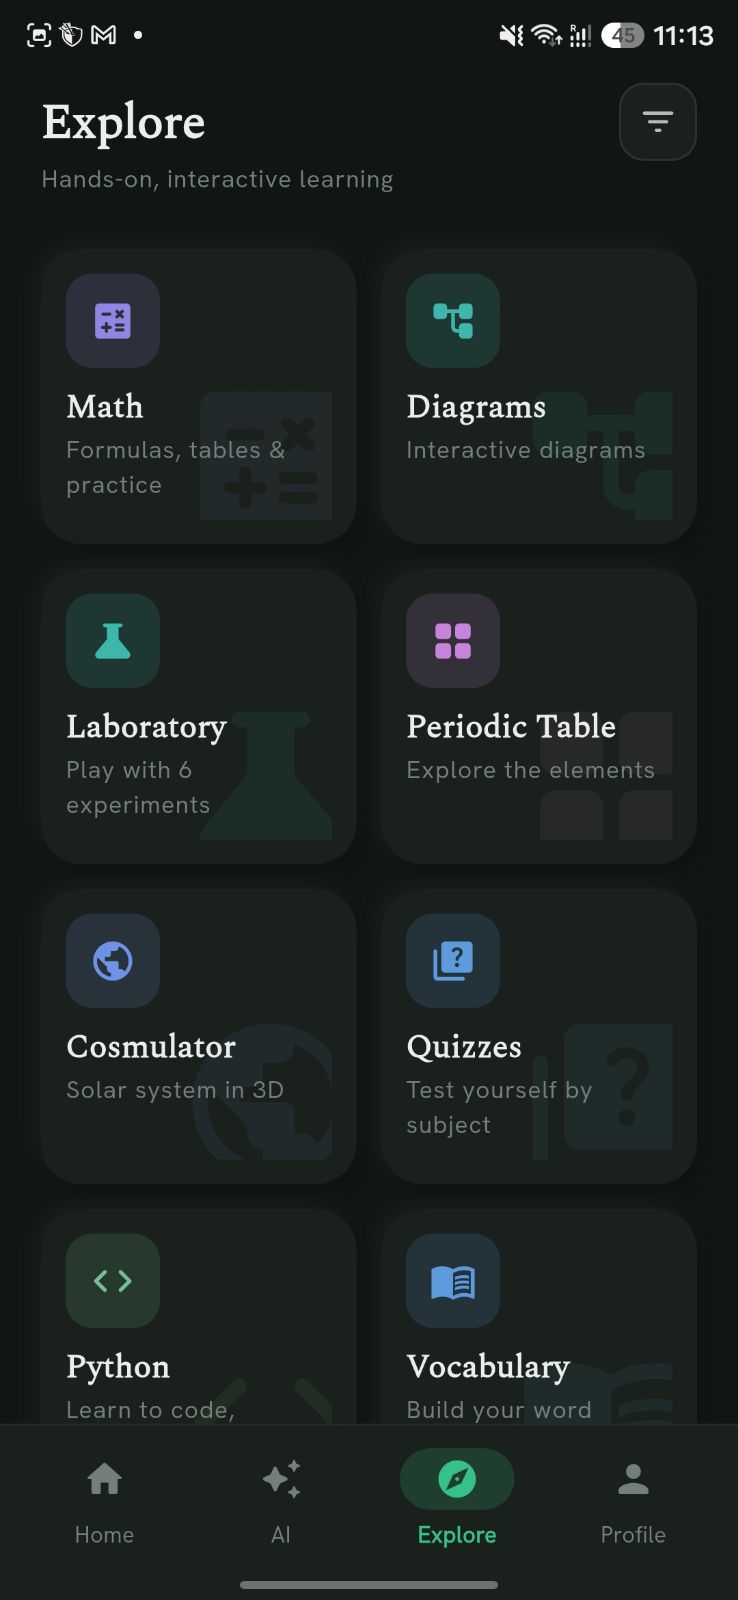 45 11:13
Explore
Hands-on, interactive learning
Math
Formulas, tables &
practice
Diagrams
Interactive diagrams
Laboratory
Play with 6
experiments
Periodic Table
Explore the elements
Cosmulator
Solar system in 3D
Quizzes
Test yourself by
subject
Python
Learn to code,
Vocabulary
Build your word
Home
AI
Explore
Profile